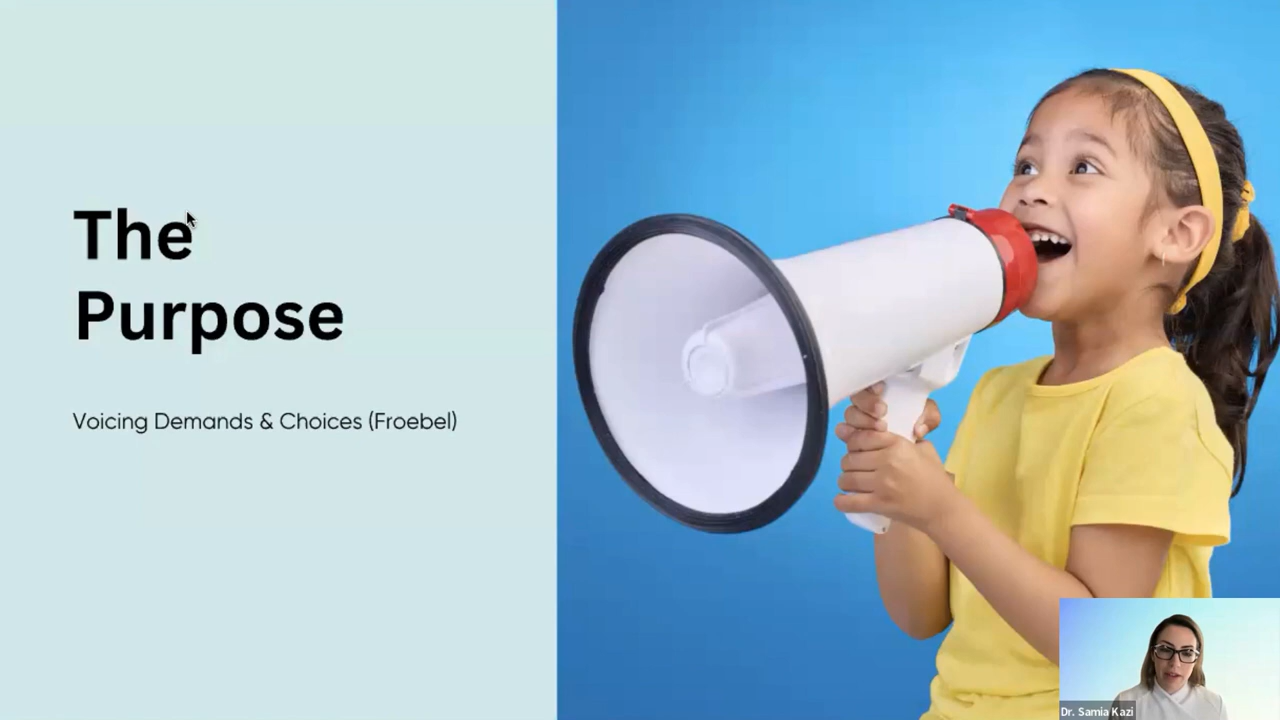 The
Purpose
Voicing Demands & Choices (Froebel)
Dr. Samia Kazi